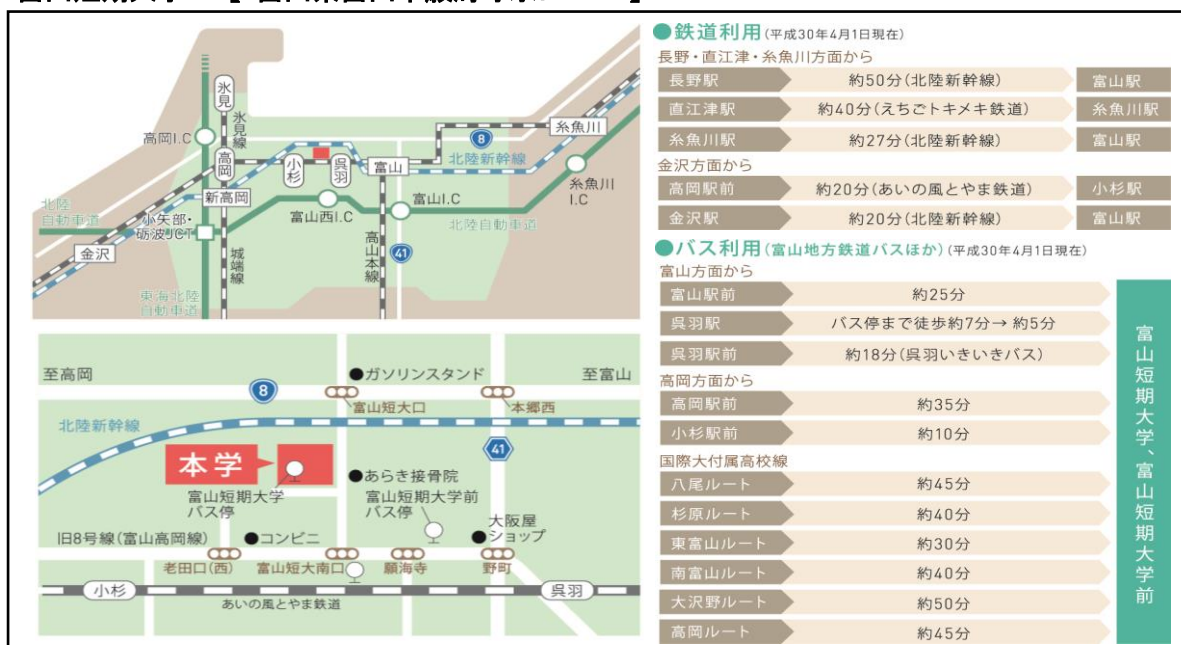 氷見
氷見線
高岡I.C
高岡
新高岡
小杉
呉羽
富山
8
糸魚川
北陸新幹線
糸魚川I.C
北陸自動車道
小矢部・砺波JCT
富山西I.C
富山I.C
北陸自動車道
金沢
城端線
高山本線
41
東海北陸自動車道
至高岡
●ガソリンスタンド
至富山
8
富山短大口
本郷西
北陸新幹線
41
本学
●あらき接骨院
富山短期大学バス停
富山短期大学前バス停
大阪屋
●ショップ
旧8号線(富山高岡線)
●コンビニ
老田口(西)
富山短大南口
願海寺
野町
小杉
呉羽
あいの風とやま鉄道
●鉄道利用(平成30年4月1日現在)
長野・直江津・糸魚川方面から
長野駅 約50分(北陸新幹線) 富山駅
直江津駅 約40分(えちごトキメキ鉄道) 糸魚川駅
糸魚川駅 約27分(北陸新幹線) 富山駅
金沢方面から
高岡駅前 約20分(あいの風とやま鉄道) 小杉駅
金沢駅 約20分(北陸新幹線) 富山駅
●バス利用(富山地方鉄道バスほか)(平成30年4月1日現在)
富山方面から
富山駅前 約25分
呉羽駅 バス停まで徒歩約7分→ 約5分
呉羽駅前 約18分(呉羽いきいきバス)
高岡方面から
高岡駅前 約35分
小杉駅前 約10分
国際大付属高校線
八尾ルート 約45分
杉原ルート 約40分
東富山ルート 約30分
南富山ルート 約40分
大沢野ルート 約50分
高岡ルート 約45分
富山短期大学、富山短期大学前